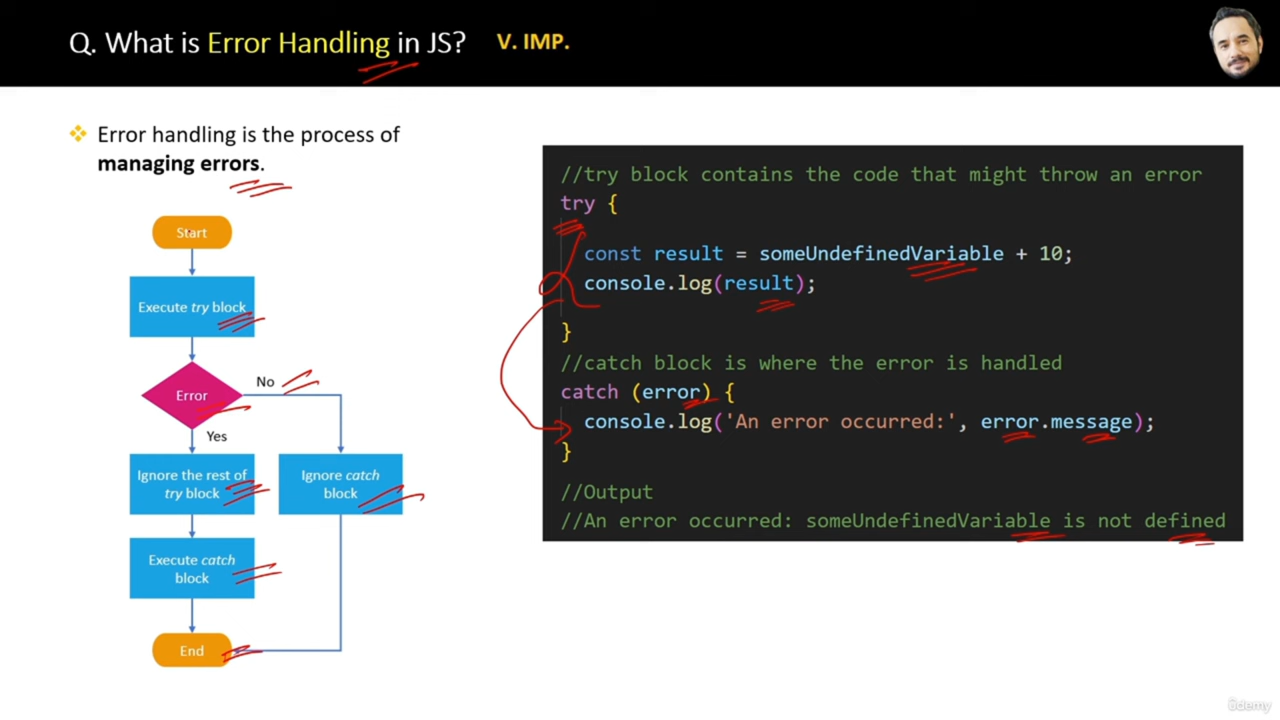 Q. What is Error Handling in JS? V. IMP.
Error handling is the process of
managing errors.
Start
Execute try block
Error
No
Yes
Ignore the rest of
try block
Ignore catch
block
Execute catch
block
End
//try block contains the code that might throw an error
try {
const result = someUndefinedVariable + 10;
console.log(result);
}
//catch block is where the error is handled
catch (error) {
console.log('An error occurred:', error.message);
}
//Output
//An error occurred: someUndefinedVariable is not defined
ûdemy